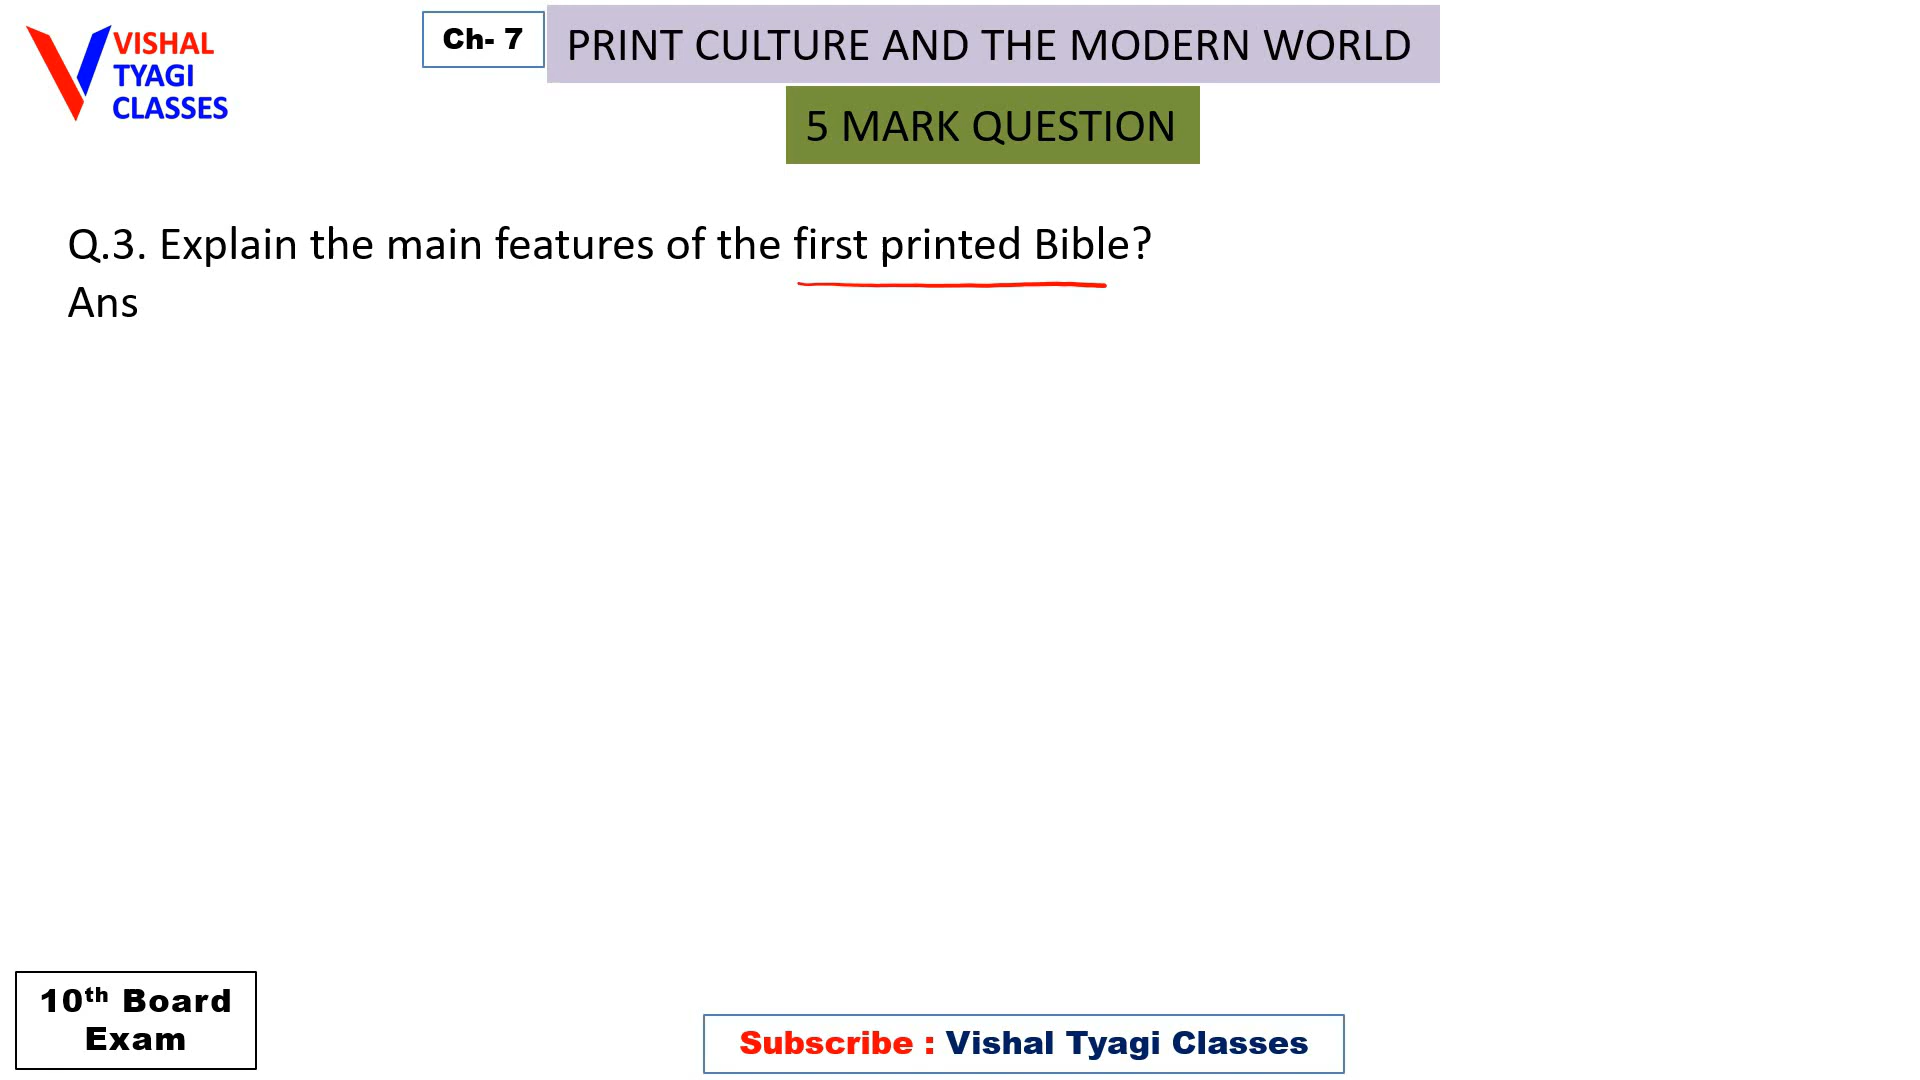 VISHAL
TYAGI
CLASSES
Ch- 7
PRINT CULTURE AND THE MODERN WORLD
5 MARK QUESTION
Q.3. Explain the main features of the first printed Bible?
Ans
10th Board
Exam
Subscribe : Vishal Tyagi Classes